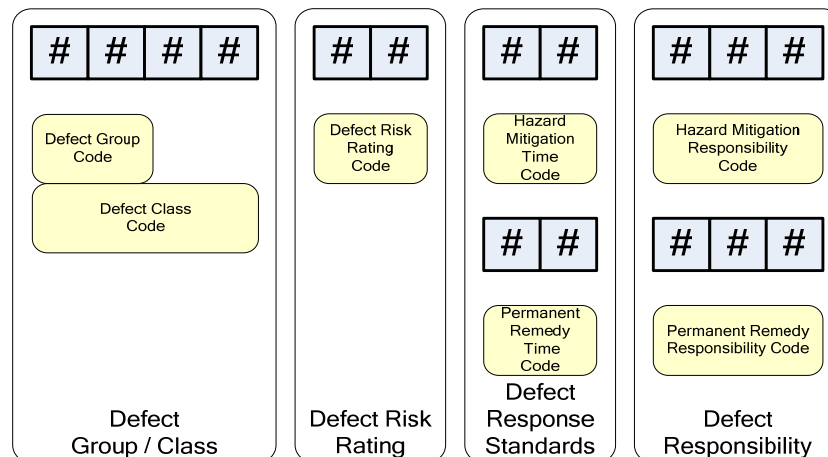 # # # #
Defect Group
Code
Defect Class
Code
Defect
Group / Class
# #
Defect Risk
Rating
Code
Defect Risk
Rating
# #
Hazard
Mitigation
Time
Code
# #
Permanent
Remedy
Time
Code
Defect
Response
Standards
# # #
Hazard Mitigation
Responsibility
Code
# # #
Permanent Remedy
Responsibility Code
Defect
Responsibility